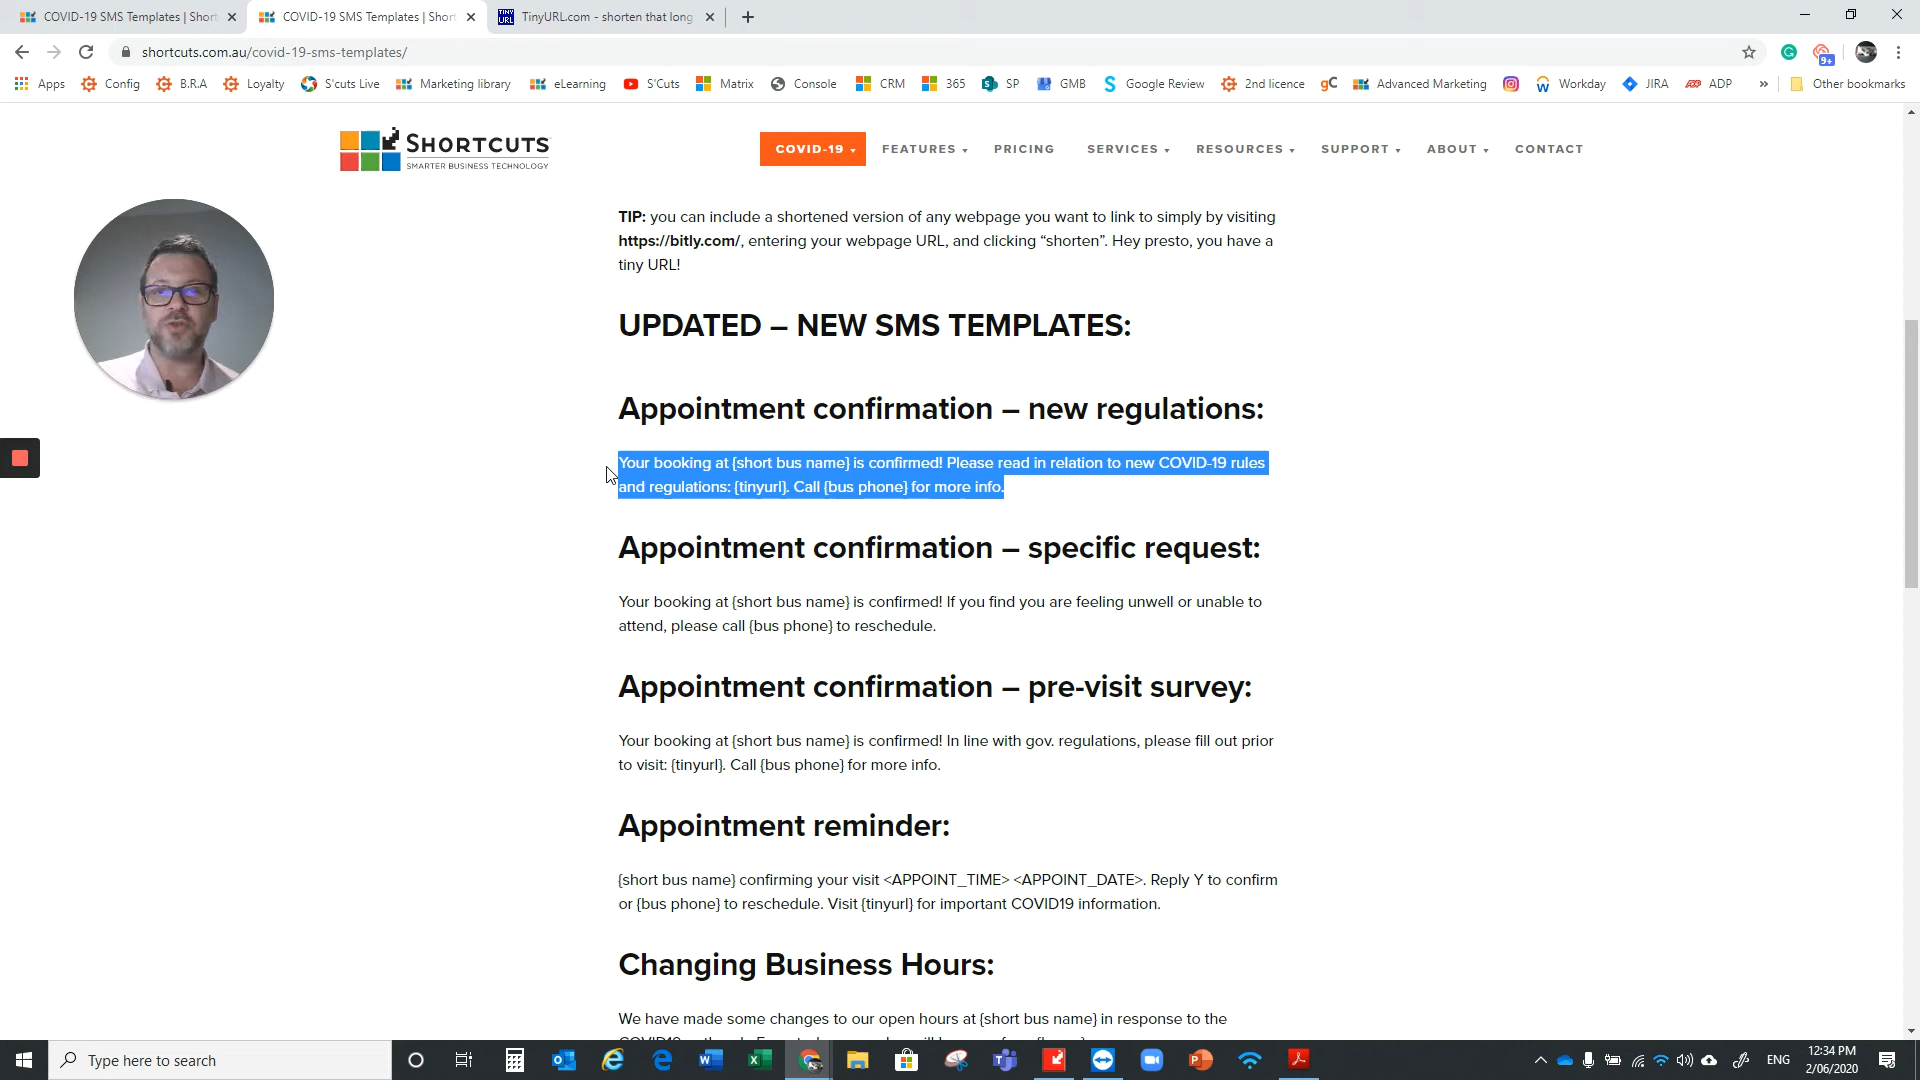 COVID-19 SMS Templates | Short
COVID-19 SMS Templates | Short
TINY URL
TinyURL.com - shorten that long
shortcuts.com.au/covid-19-sms-templates/
9+
Apps
Config
B.R.A
Loyalty
S'cuts Live
Marketing library
eLearning
S'Cuts
Matrix
Console
CRM
365
SP
GMB
Google Review
2nd licence
gC
Advanced Marketing
Workday
JIRA
ADP
»
Other bookmarks
SHORTCUTS
SMARTER BUSINESS TECHNOLOGY
COVID-19
FEATURES
PRICING
SERVICES
RESOURCES
SUPPORT
ABOUT
CONTACT
TIP: you can include a shortened version of any webpage you want to link to simply by visiting
https://bitly.com/, entering your webpage URL, and clicking “shorten”. Hey presto, you have a
tiny URL!
UPDATED – NEW SMS TEMPLATES:
Appointment confirmation – new regulations:
Your booking at {short bus name} is confirmed! Please read in relation to new COVID-19 rules
and regulations: {tinyurl}. Call {bus phone} for more info.
Appointment confirmation – specific request:
Your booking at {short bus name} is confirmed! If you find you are feeling unwell or unable to
attend, please call {bus phone} to reschedule.
Appointment confirmation – pre-visit survey:
Your booking at {short bus name} is confirmed! In line with gov. regulations, please fill out prior
to visit: {tinyurl}. Call {bus phone} for more info.
Appointment reminder:
{short bus name} confirming your visit <APPOINT_TIME> <APPOINT_DATE>. Reply Y to confirm
or {bus phone} to reschedule. Visit {tinyurl} for important COVID19 information.
Changing Business Hours:
We have made some changes to our open hours at {short bus name} in response to the
Type here to search
ENG
12:34 PM
2/06/2020